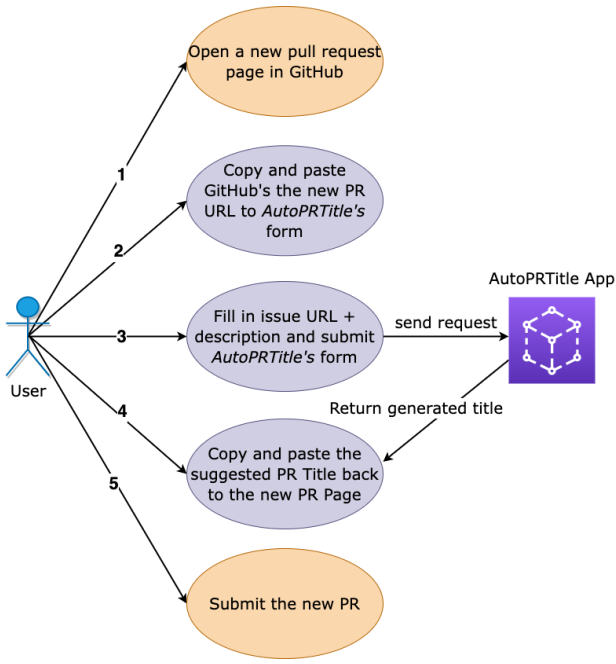 Open a new pull request
page in GitHub
1
Copy and paste
GitHub's the new PR
URL to AutoPRTitle's
form
2
AutoPRTitle App
Fill in issue URL +
description and submit
AutoPRTitle's form
3
send request
User
Return generated title
4
Copy and paste the
suggested PR Title back
to the new PR Page
5
Submit the new PR